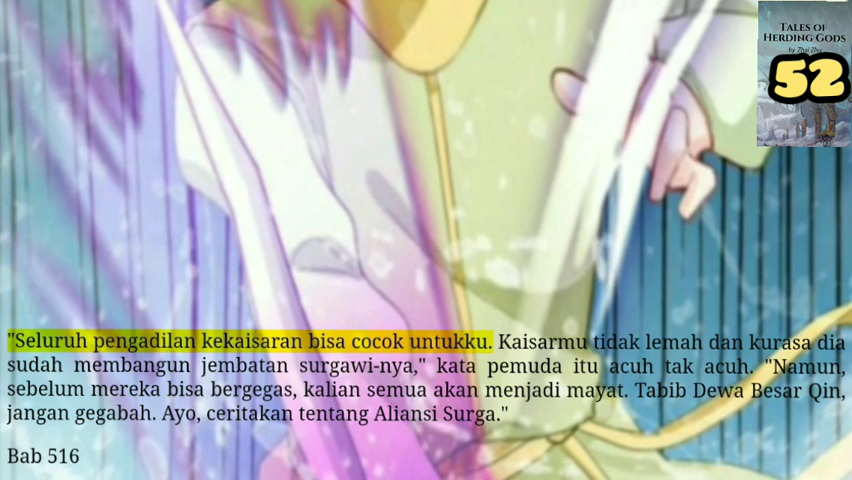 TALES OF
HERDING GODS
by Zhai Zhu
52
"Seluruh pengadilan kekaisaran bisa cocok untukku. Kaisarmu tidak lemah dan kurasa dia
sudah membangun jembatan surgawi-nya," kata pemuda itu acuh tak acuh. "Namun,
sebelum mereka bisa bergegas, kalian semua akan menjadi mayat. Tabib Dewa Besar Qin,
jangan gegabah. Ayo, ceritakan tentang Aliansi Surga."
Bab 516